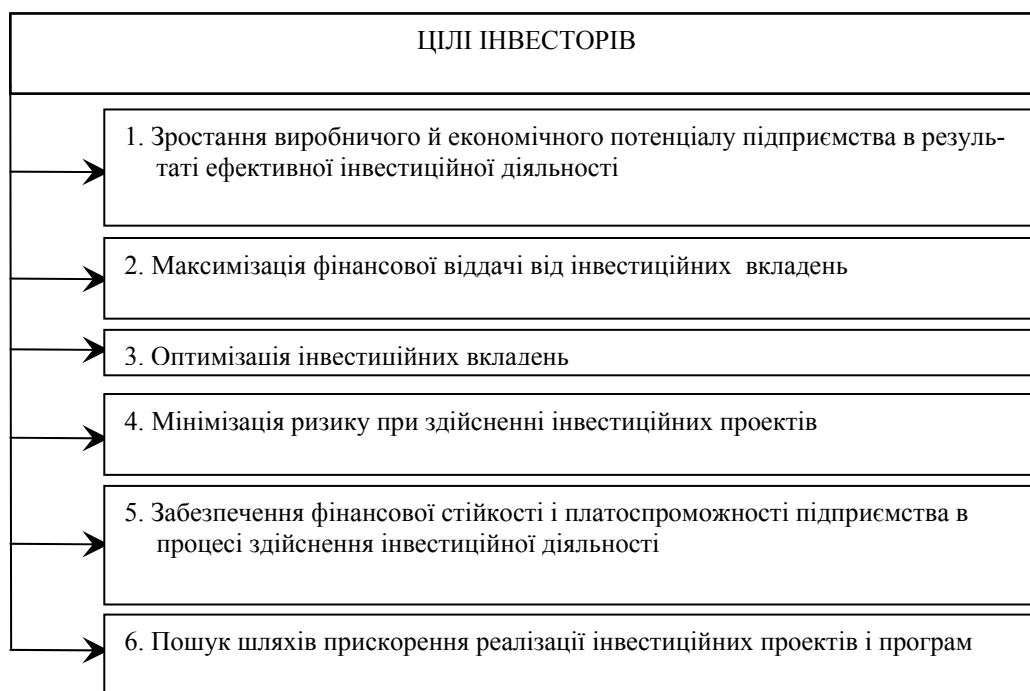 ЦІЛІ ІНВЕСТОРІВ
1. Зростання виробничого й економічного потенціалу підприємства в резуль-
таті ефективної інвестиційної діяльності
2. Максимізація фінансової віддачі від інвестиційних вкладень
3. Оптимізація інвестиційних вкладень
4. Мінімізація ризику при здійсненні інвестиційних проектів
5. Забезпечення фінансової стійкості і платоспроможності підприємства в
процесі здійснення інвестиційної діяльності
6. Пошук шляхів прискорення реалізації інвестиційних проектів і програм